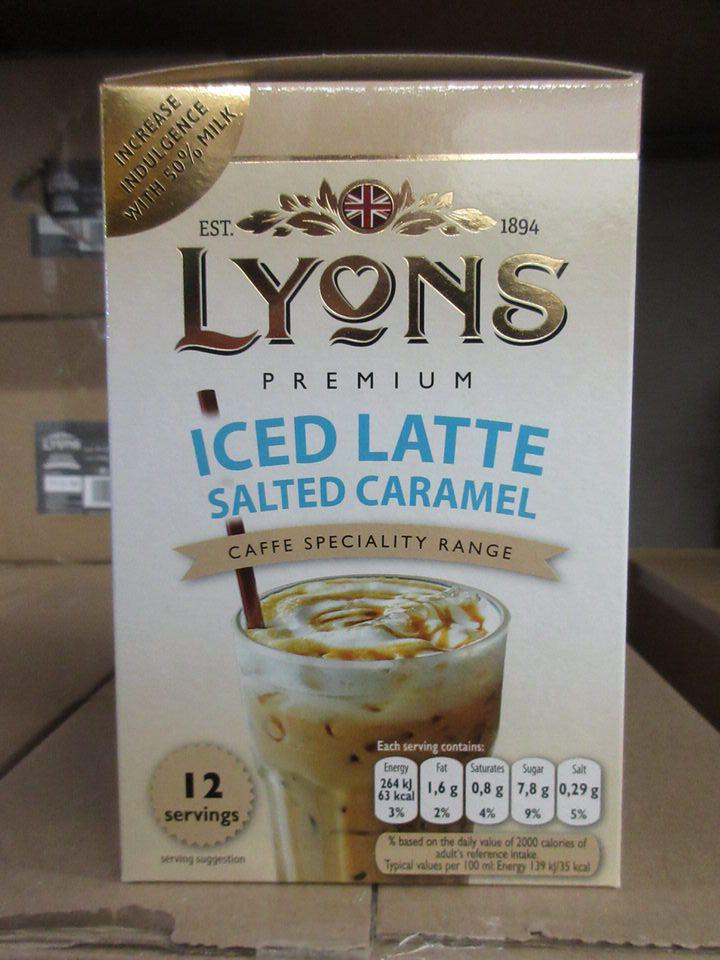 INCREASE
INDULGENCE
WITH 50% MILK
EST. 1894
LYONS
PREMIUM
ICED LATTE
SALTED CARAMEL
CAFFE SPECIALITY RANGE
12
servings
serving suggestion
Each serving contains:
Energy Fat Saturates Sugar Salt
264 kJ
63 kcal 1,6 g 0,8 g 7,8 g 0,29 g
3% 2% 4% 9% 5%
% based on the daily value of 2000 calories of
adult's reference intake.
Typical values per 100 ml: Energy 139 kJ/35 kcal
LYONS